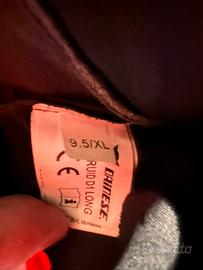 9.5/XL
DAINESE
DRUID D1 LONG
CE
i
subito